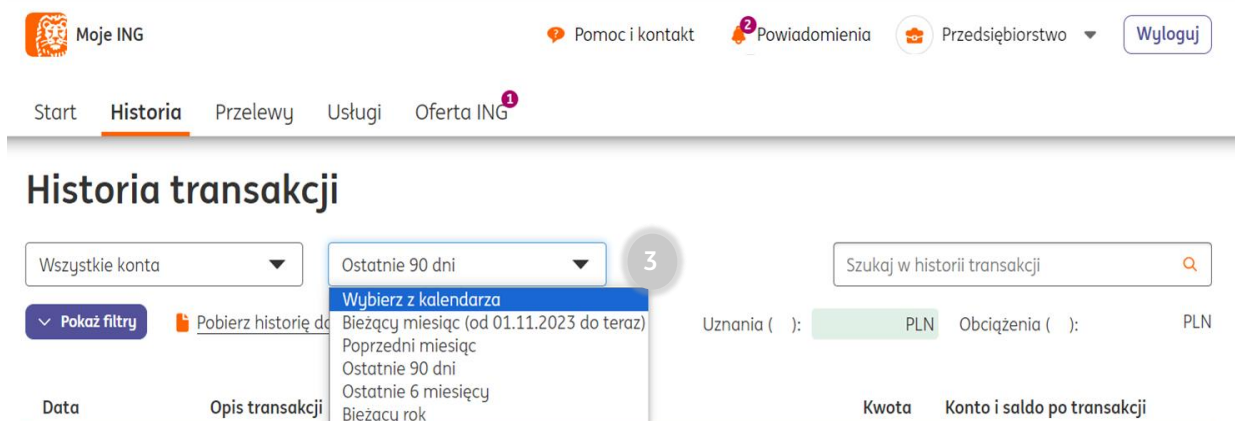 Moje ING
Pomoc i kontakt
2
Powiadomienia
Przedsiębiorstwo
Wyloguj
Start Historia Przelewy Usługi Oferta ING 1
Historia transakcji
Wszystkie konta
Ostatnie 90 dni
3
Szukaj w historii transakcji
Wybierz z kalendarza
Pokaż filtry
Pobierz historię do
Bieżący miesiąc (od 01.11.2023 do teraz)
Uznania ( ): PLN Obciążenia ( ): PLN
Poprzedni miesiąc
Ostatnie 90 dni
Ostatnie 6 miesięcy
Bieżący rok
Data Opis transakcji Kwota Konto i saldo po transakcji